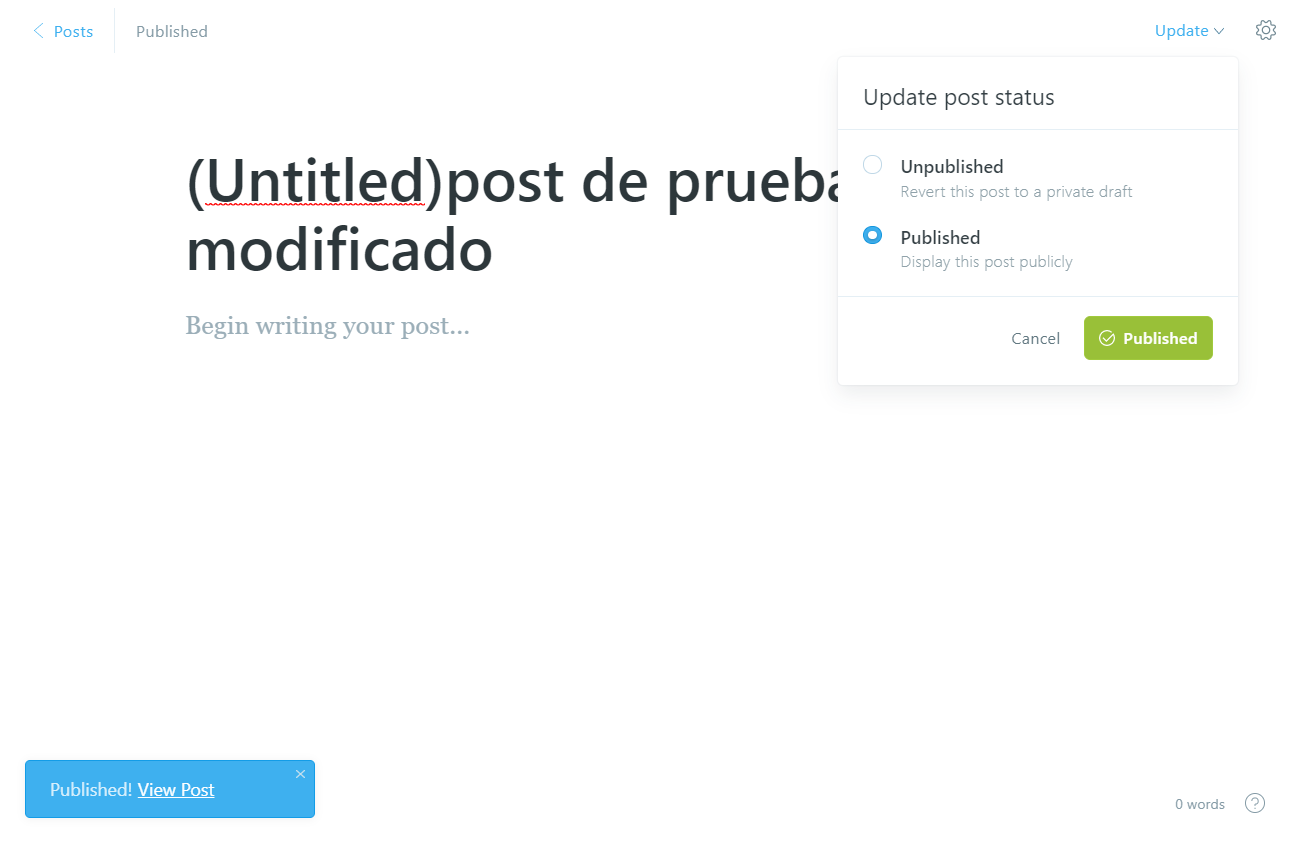 Posts
Published
Update
Update post status
(Untitled)post de prueba
modificado
Begin writing your post...
Unpublished
Revert this post to a private draft
Published
Display this post publicly
Cancel
Published
Published! View Post
0 words
?